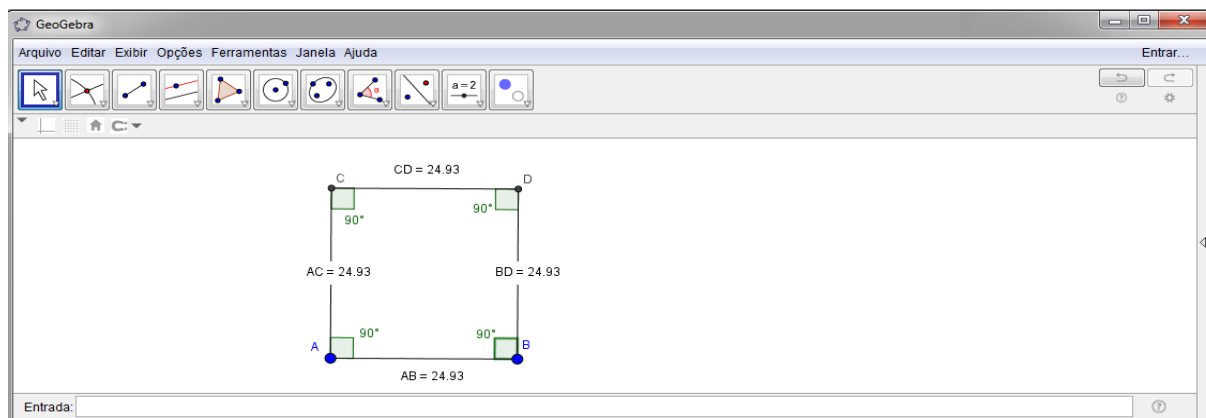 GeoGebra
Arquivo Editar Exibir Opções Ferramentas Janela Ajuda
Entrar...
α
a=2
CD = 24.93
C
D
90°
90°
AC = 24.93
BD = 24.93
90°
90°
A
B
AB = 24.93
Entrada: